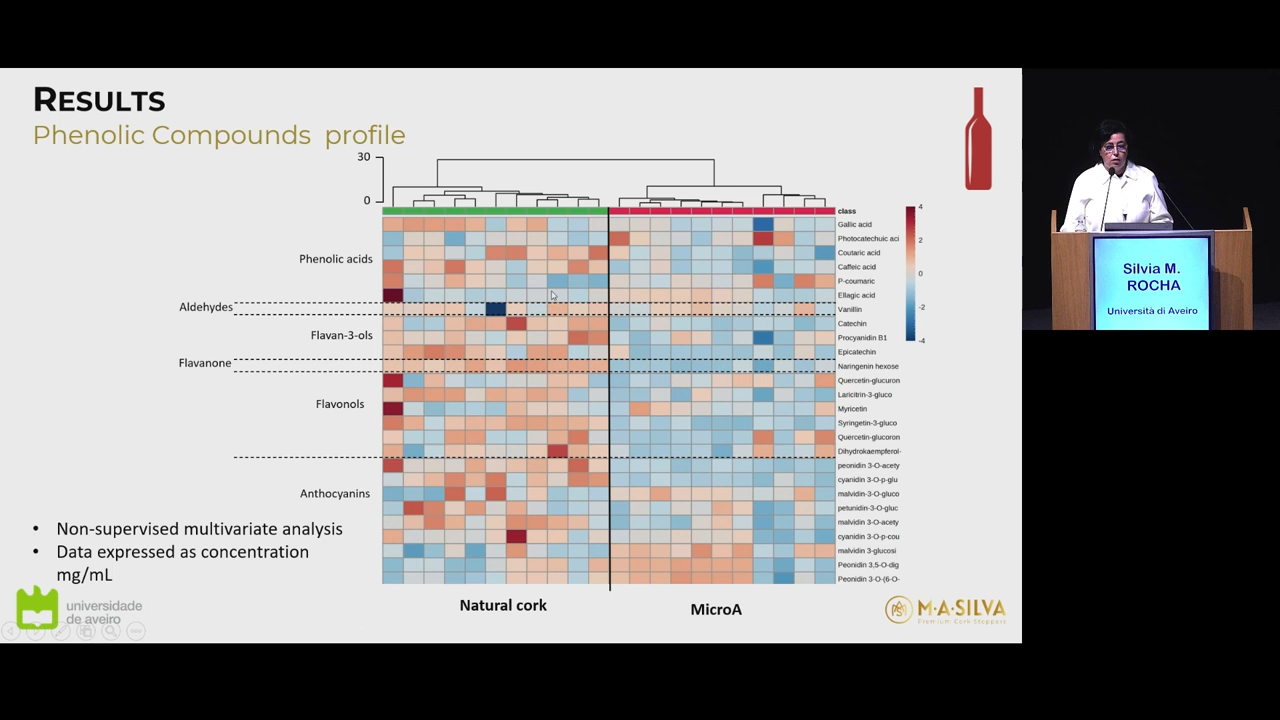 RESULTS
Phenolic Compounds profile
30
0
class
Gallic acid
Photocatechuic aci
Coutaric acid
Caffeic acid
P-coumaric
Ellagic acid
Vanillin
Catechin
Procyanidin B1
Epicatechin
Naringenin hexose
Quercetin-glucuron
Laricitrin-3-gluco
Myricetin
Syringetin-3-gluco
Quercetin-glucoron
Dihydrokaempferol-
peonidin 3-O-acety
cyanidin 3-O-p-glu
malvidin-3-O-gluco
petunidin-3-O-gluc
malvidin 3-O-acety
cyanidin 3-O-p-cou
malvidin 3-glucosi
Peonidin 3,5-O-dig
Peonidin 3-O-(6-O-
4
2
0
-2
-4
Phenolic acids
Aldehydes
Flavan-3-ols
Flavanone
Flavonols
Anthocyanins
• Non-supervised multivariate analysis
• Data expressed as concentration
mg/mL
Natural cork
MicroA
universidade
de aveiro
M·A·SILVA
Premium Cork Stoppers
Silvia M.
ROCHA
Università di Aveiro